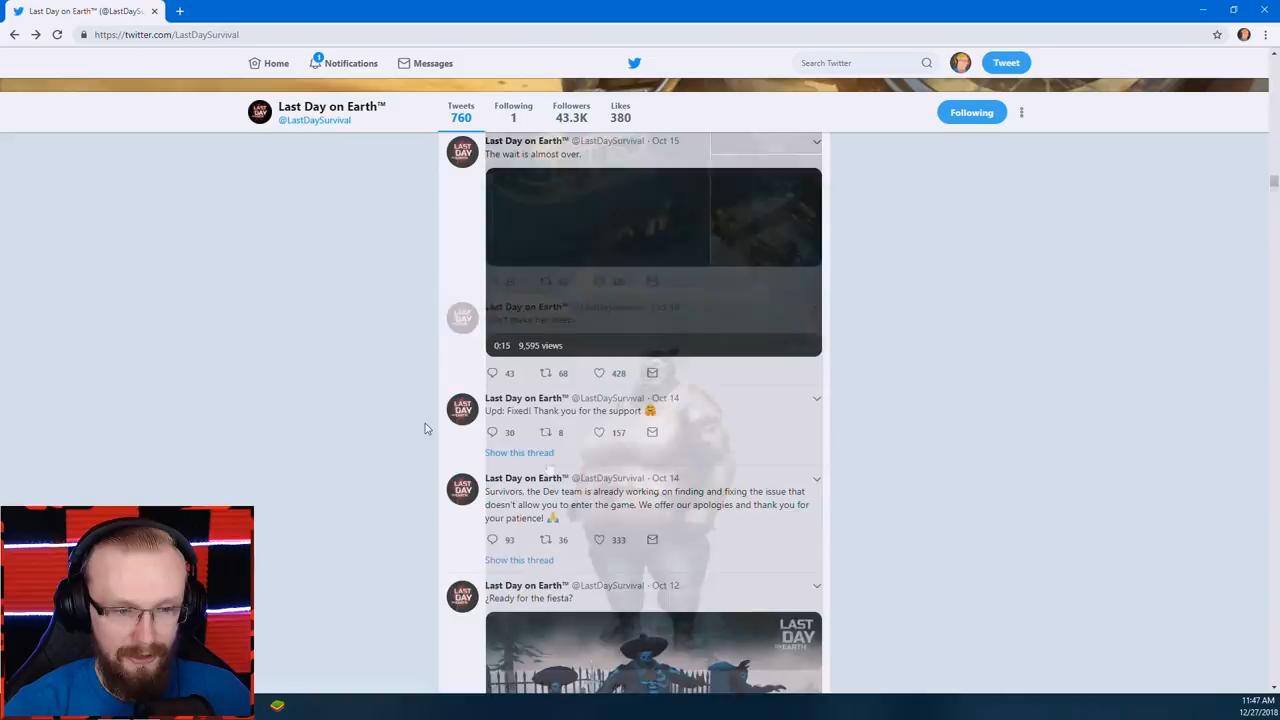 Last Day on Earth™ (@LastDayS
https://twitter.com/LastDaySurvival
Home
1
Notifications
Messages
Search Twitter
Tweet
Last Day on Earth™
@LastDaySurvival
Tweets
760
Following
1
Followers
43.3K
Likes
380
Following
Last Day on Earth™ @LastDaySurvival · Oct 15
The wait is almost over.
Last Day on Earth™
0:15 9,595 views
43 68 428
Last Day on Earth™ @LastDaySurvival · Oct 14
Upd: Fixed! Thank you for the support 🤗
30 8 157
Show this thread
Last Day on Earth™ @LastDaySurvival · Oct 14
Survivors, the Dev team is already working on finding and fixing the issue that
doesn't allow you to enter the game. We offer our apologies and thank you for
your patience! 🙏
93 36 333
Show this thread
Last Day on Earth™ @LastDaySurvival · Oct 12
¿Ready for the fiesta?
LAST
DAY
ON EARTH
11:47 AM
12/27/2018